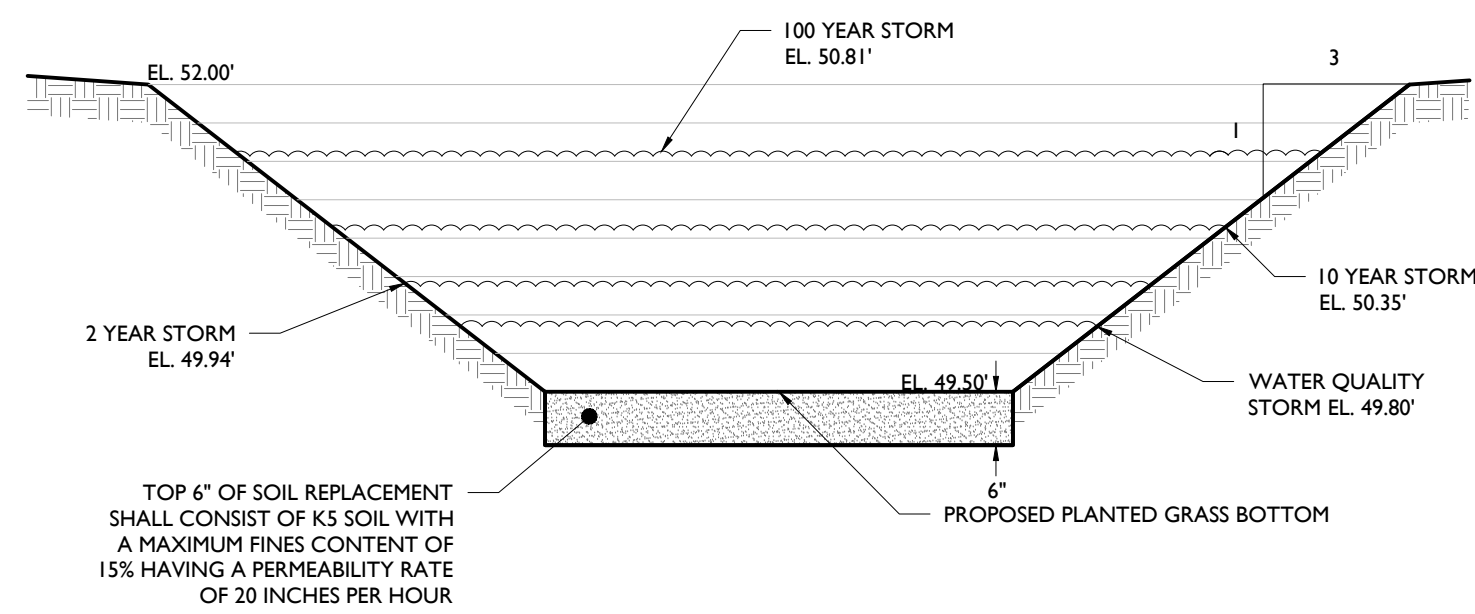 100 YEAR STORM
EL. 50.81'
EL. 52.00'
3
1
10 YEAR STORM
EL. 50.35'
2 YEAR STORM
EL. 49.94'
EL. 49.50'
WATER QUALITY
STORM EL. 49.80'
6"
PROPOSED PLANTED GRASS BOTTOM
TOP 6" OF SOIL REPLACEMENT
SHALL CONSIST OF K5 SOIL WITH
A MAXIMUM FINES CONTENT OF
15% HAVING A PERMEABILITY RATE
OF 20 INCHES PER HOUR